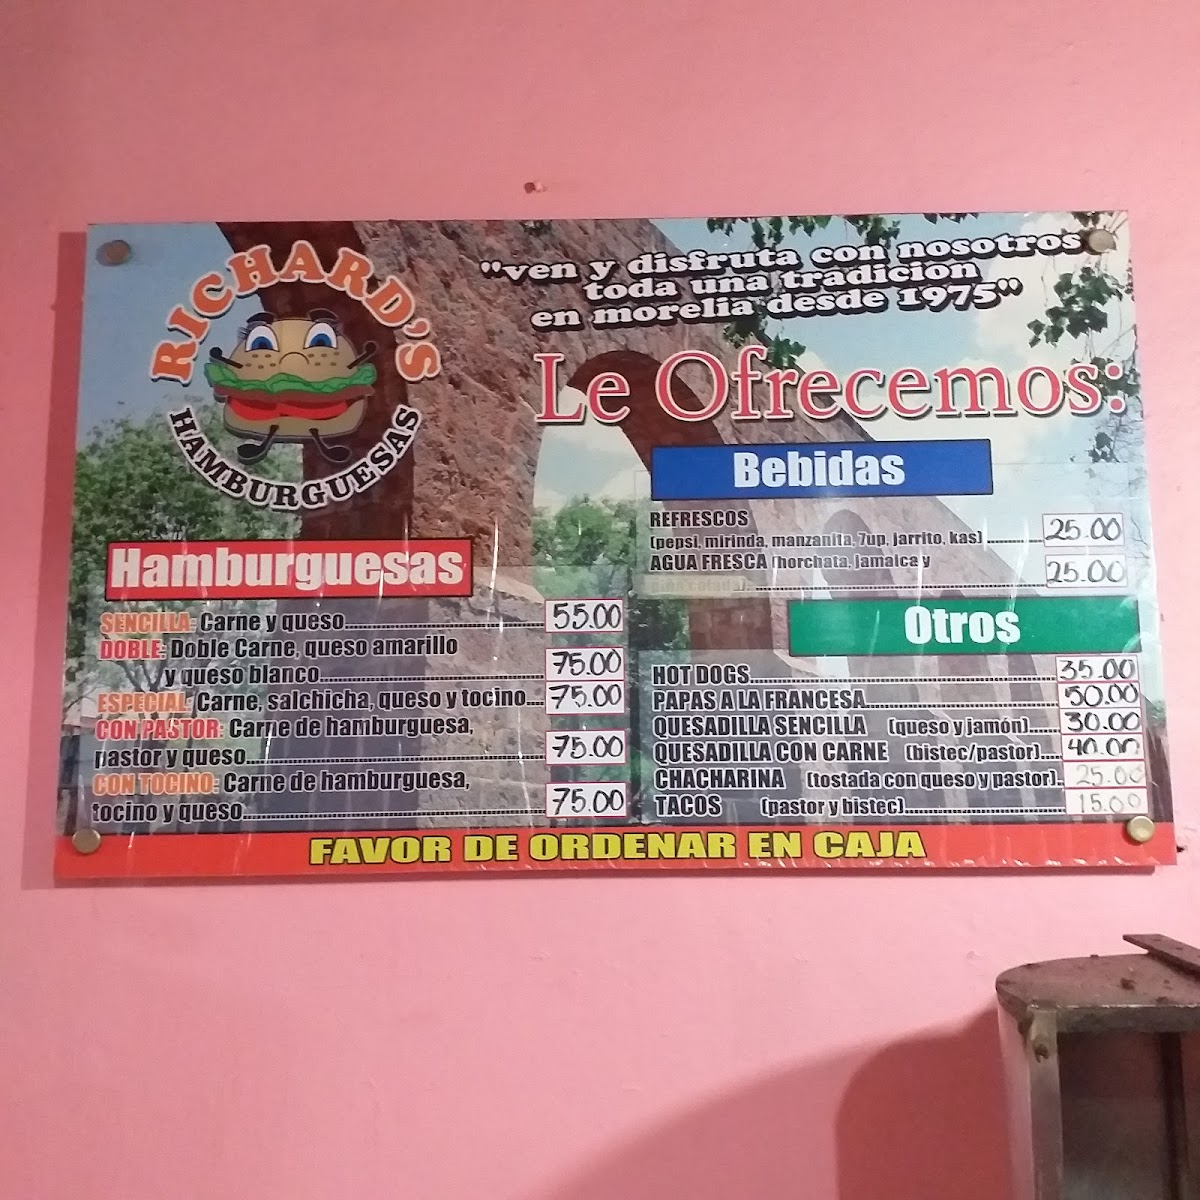 RICHARD'S
HAMBURGUESAS
"ven y disfruta con nosotros
toda una tradicion
en morelia desde 1975"
Le Ofrecemos:
Hamburguesas
SENCILLA: Carne y queso 55.00
DOBLE: Doble Carne, queso amarillo
y queso blanco 75.00
ESPECIAL: Carne, salchicha, queso y tocino.... 75.00
CON PASTOR: Carne de hamburguesa,
pastor y queso 75.00
CON TOCINO: Carne de hamburguesa,
tocino y queso 75.00
Bebidas
REFRESCOS
(pepsi, mirinda, manzanita, 7up, jarrito, kas) 25.00
AGUA FRESCA (horchata, jamaica y
25.00
Otros
HOT DOGS 35.00
PAPAS A LA FRANCESA 50.00
QUESADILLA SENCILLA (queso y jamón) 30.00
QUESADILLA CON CARNE (bistec/pastor) 40.00
CHACHARINA (tostada con queso y pastor) 25.00
TACOS (pastor y bistec) 15.00
FAVOR DE ORDENAR EN CAJA